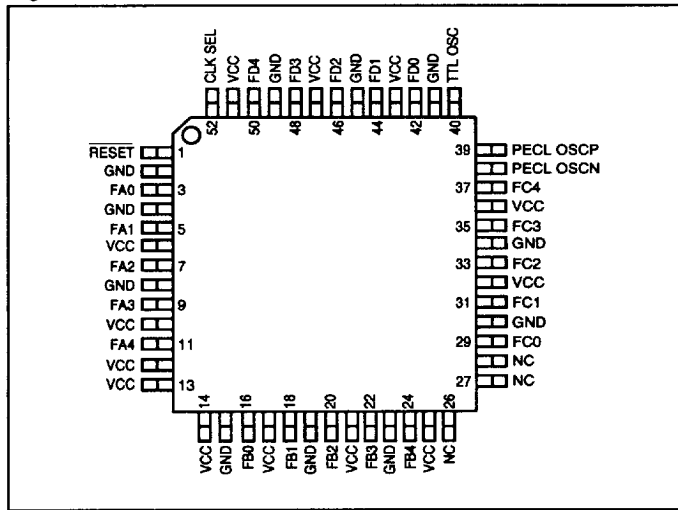 CLK SEL
VCC
FD4
GND
FD3
VCC
FD2
GND
FD1
VCC
FD0
GND
TTL OSC
52
50
48
46
44
42
40
RESET
1
GND
FA0
3
GND
FA1
5
VCC
FA2
7
GND
FA3
9
VCC
FA4
11
VCC
VCC
13
39
PECL OSCP
PECL OSCN
37
FC4
VCC
35
FC3
GND
33
FC2
VCC
31
FC1
GND
29
FC0
NC
27
NC
14
16
18
20
22
24
26
VCC
GND
FB0
VCC
FB1
GND
FB2
VCC
FB3
GND
FB4
VCC
NC